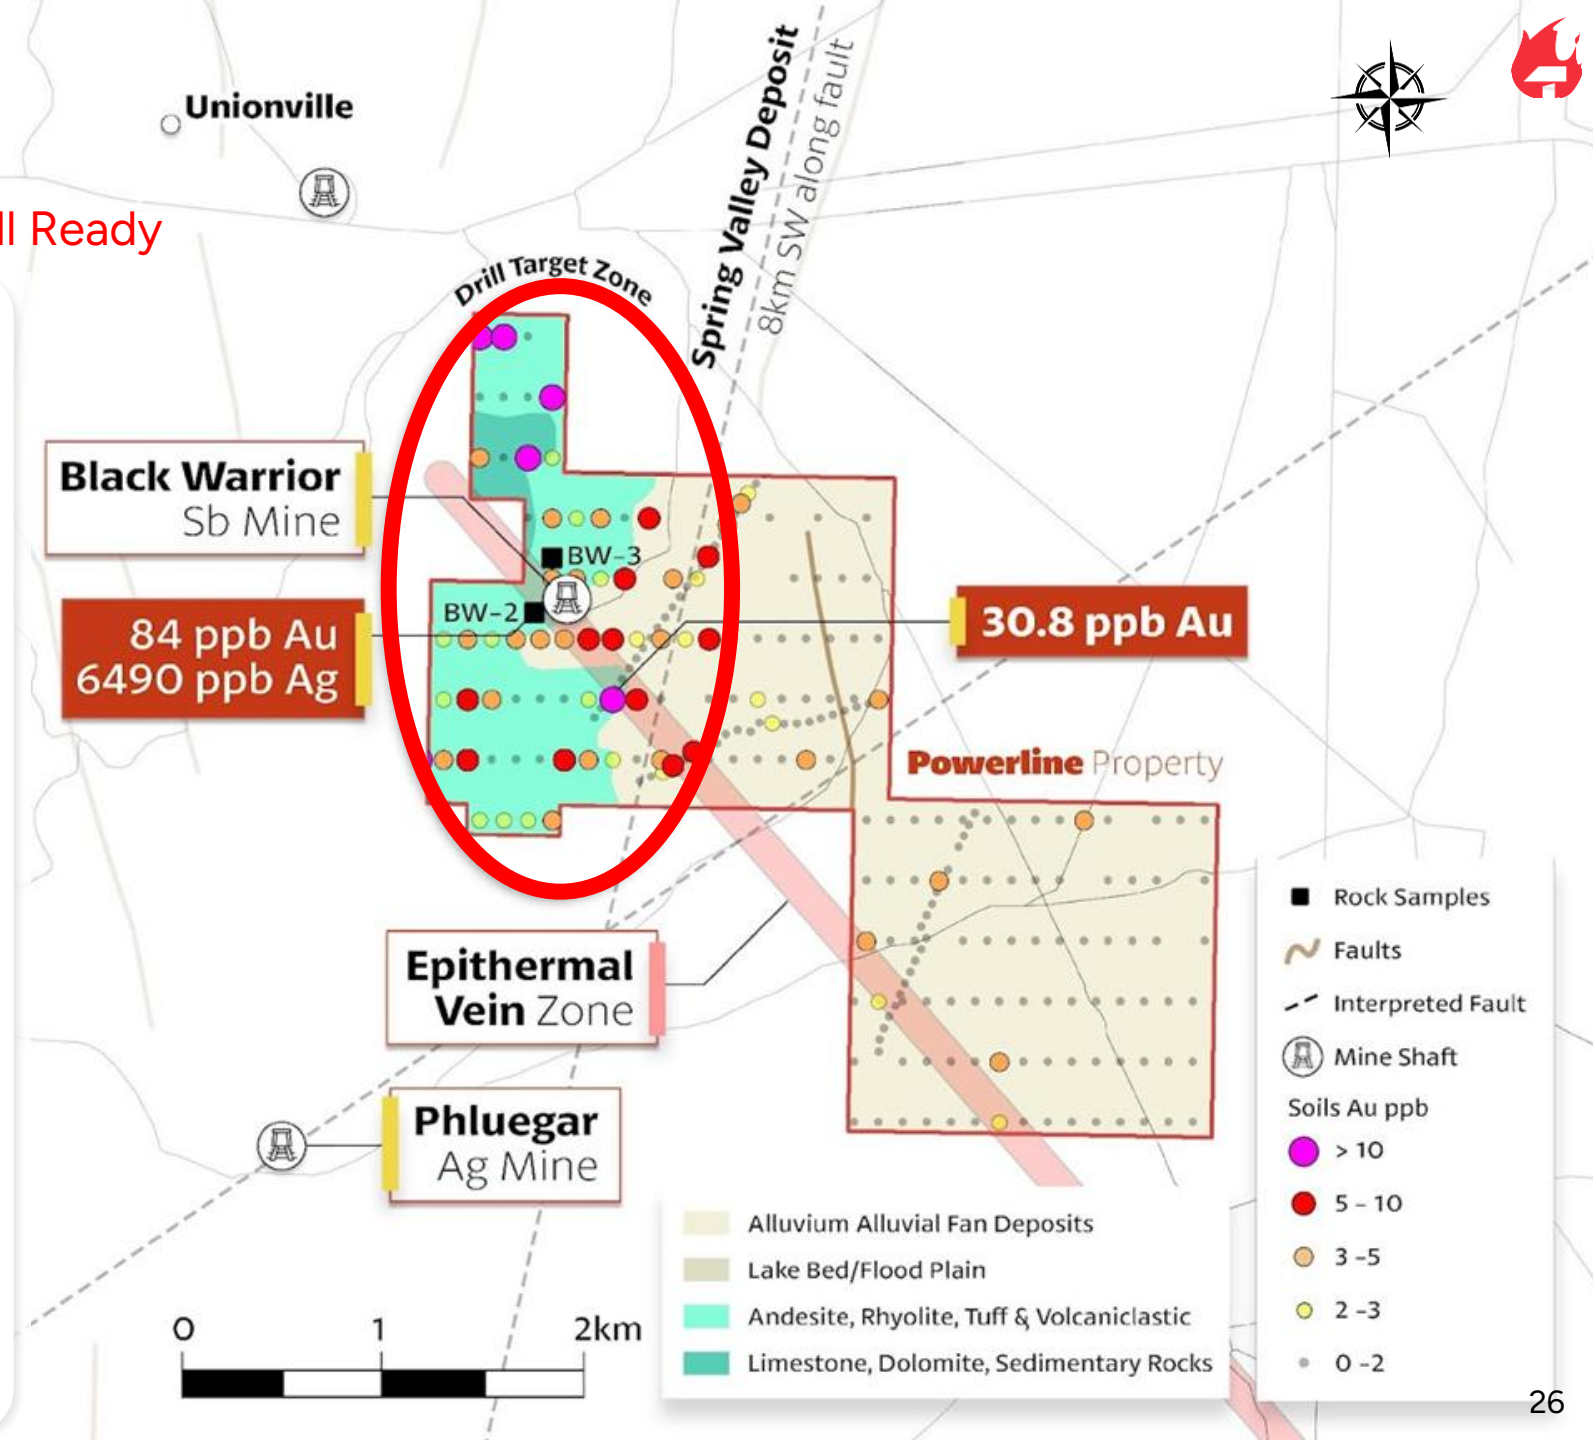 Unionville
ll Ready
Drill Target Zone
Spring Valley Deposit
8km SW along fault
Black Warrior
Sb Mine
BW-3
BW-2
84 ppb Au
6490 ppb Ag
30.8 ppb Au
Powerline Property
Epithermal
Vein Zone
Phluegar
Ag Mine
0 1 2km
Alluvium Alluvial Fan Deposits
Lake Bed/Flood Plain
Andesite, Rhyolite, Tuff & Volcaniclastic
Limestone, Dolomite, Sedimentary Rocks
Rock Samples
Faults
Interpreted Fault
Mine Shaft
Soils Au ppb
> 10
5 - 10
3 -5
2 -3
0 -2
26